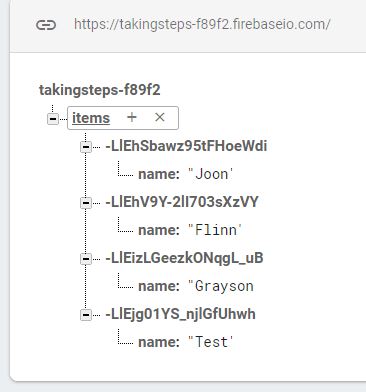 https://takingsteps-f89f2.firebaseio.com/
takingsteps-f89f2
items + ×
-LlEhSbawz95tFHoeWdi
name: "Joon'
-LlEhV9Y-2lI703sXzVY
name: "Flinn'
-LlEizLGeezkONqgL_uB
name: "Grayson
-LlEjg01YS_njlGfUhwh
name: "Test'